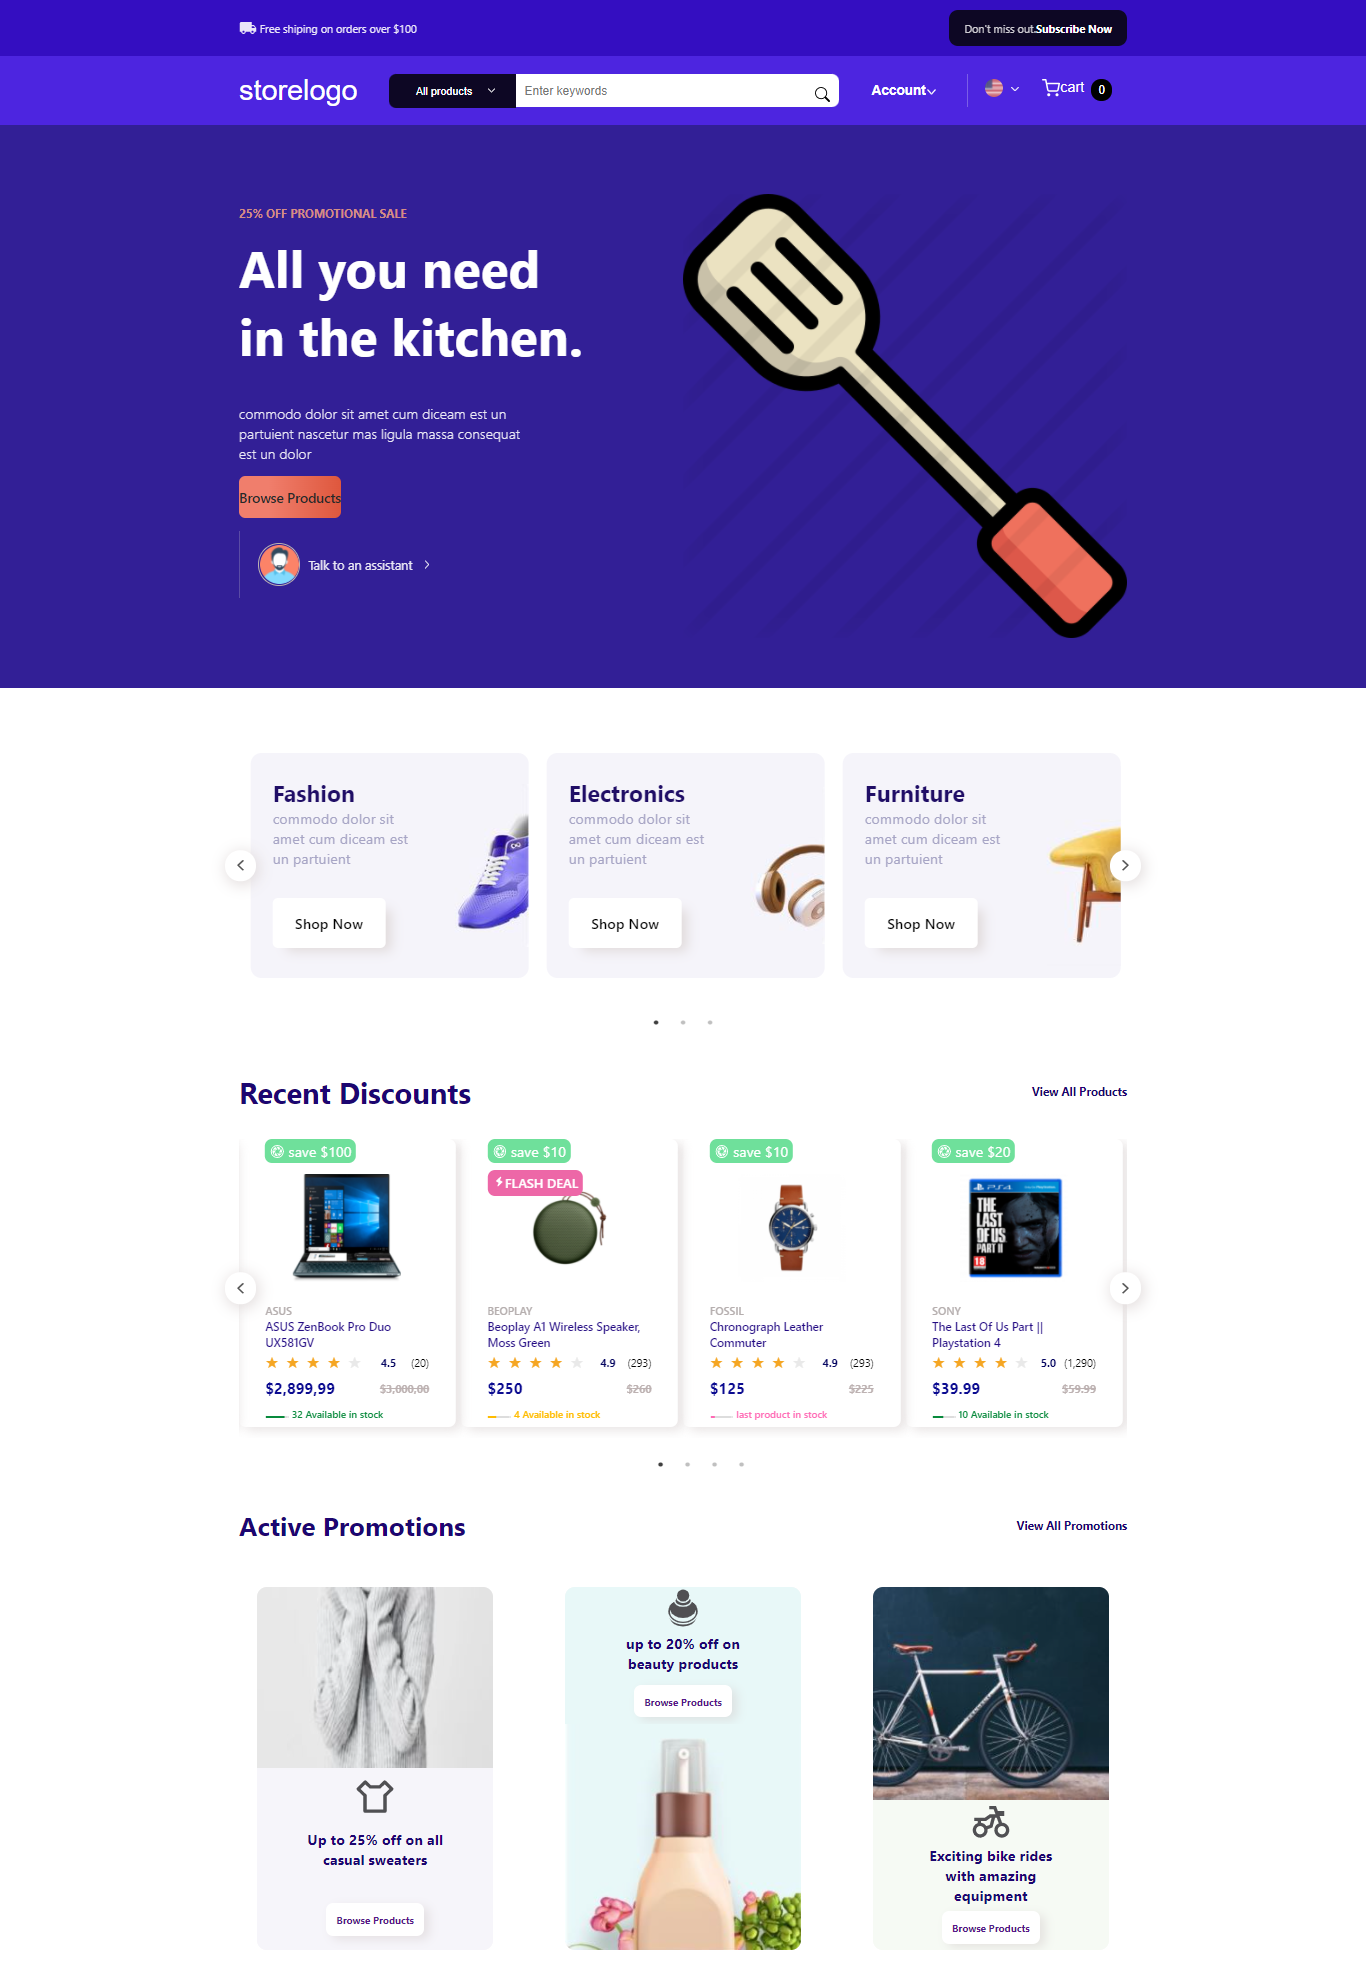 Free shiping on orders over $100
Don't miss out.Subscribe Now
storelogo
All products
Enter keywords
Account
cart
0
25% OFF PROMOTIONAL SALE
All you need
in the kitchen.
commodo dolor sit amet cum diceam est un
partuient nascetur mas ligula massa consequat
est un dolor
Browse Products
Talk to an assistant
Fashion
commodo dolor sit
amet cum diceam est
un partuient
Shop Now
Electronics
commodo dolor sit
amet cum diceam est
un partuient
Shop Now
Furniture
commodo dolor sit
amet cum diceam est
un partuient
Shop Now
Recent Discounts
View All Products
save $100
ASUS
ASUS ZenBook Pro Duo
UX581GV
4.5 (20)
$2,899,99 $3,000,00
32 Available in stock
save $10
FLASH DEAL
BEOPLAY
Beoplay A1 Wireless Speaker,
Moss Green
4.9 (293)
$250 $260
4 Available in stock
save $10
FOSSIL
Chronograph Leather
Commuter
4.9 (293)
$125 $225
last product in stock
save $20
PS4
THE
LAST
OF US
PART II
18
SONY
The Last Of Us Part ||
Playstation 4
5.0 (1,290)
$39.99 $59.99
10 Available in stock
Active Promotions
View All Promotions
Up to 25% off on all
casual sweaters
Browse Products
up to 20% off on
beauty products
Browse Products
Exciting bike rides
with amazing
equipment
Browse Products